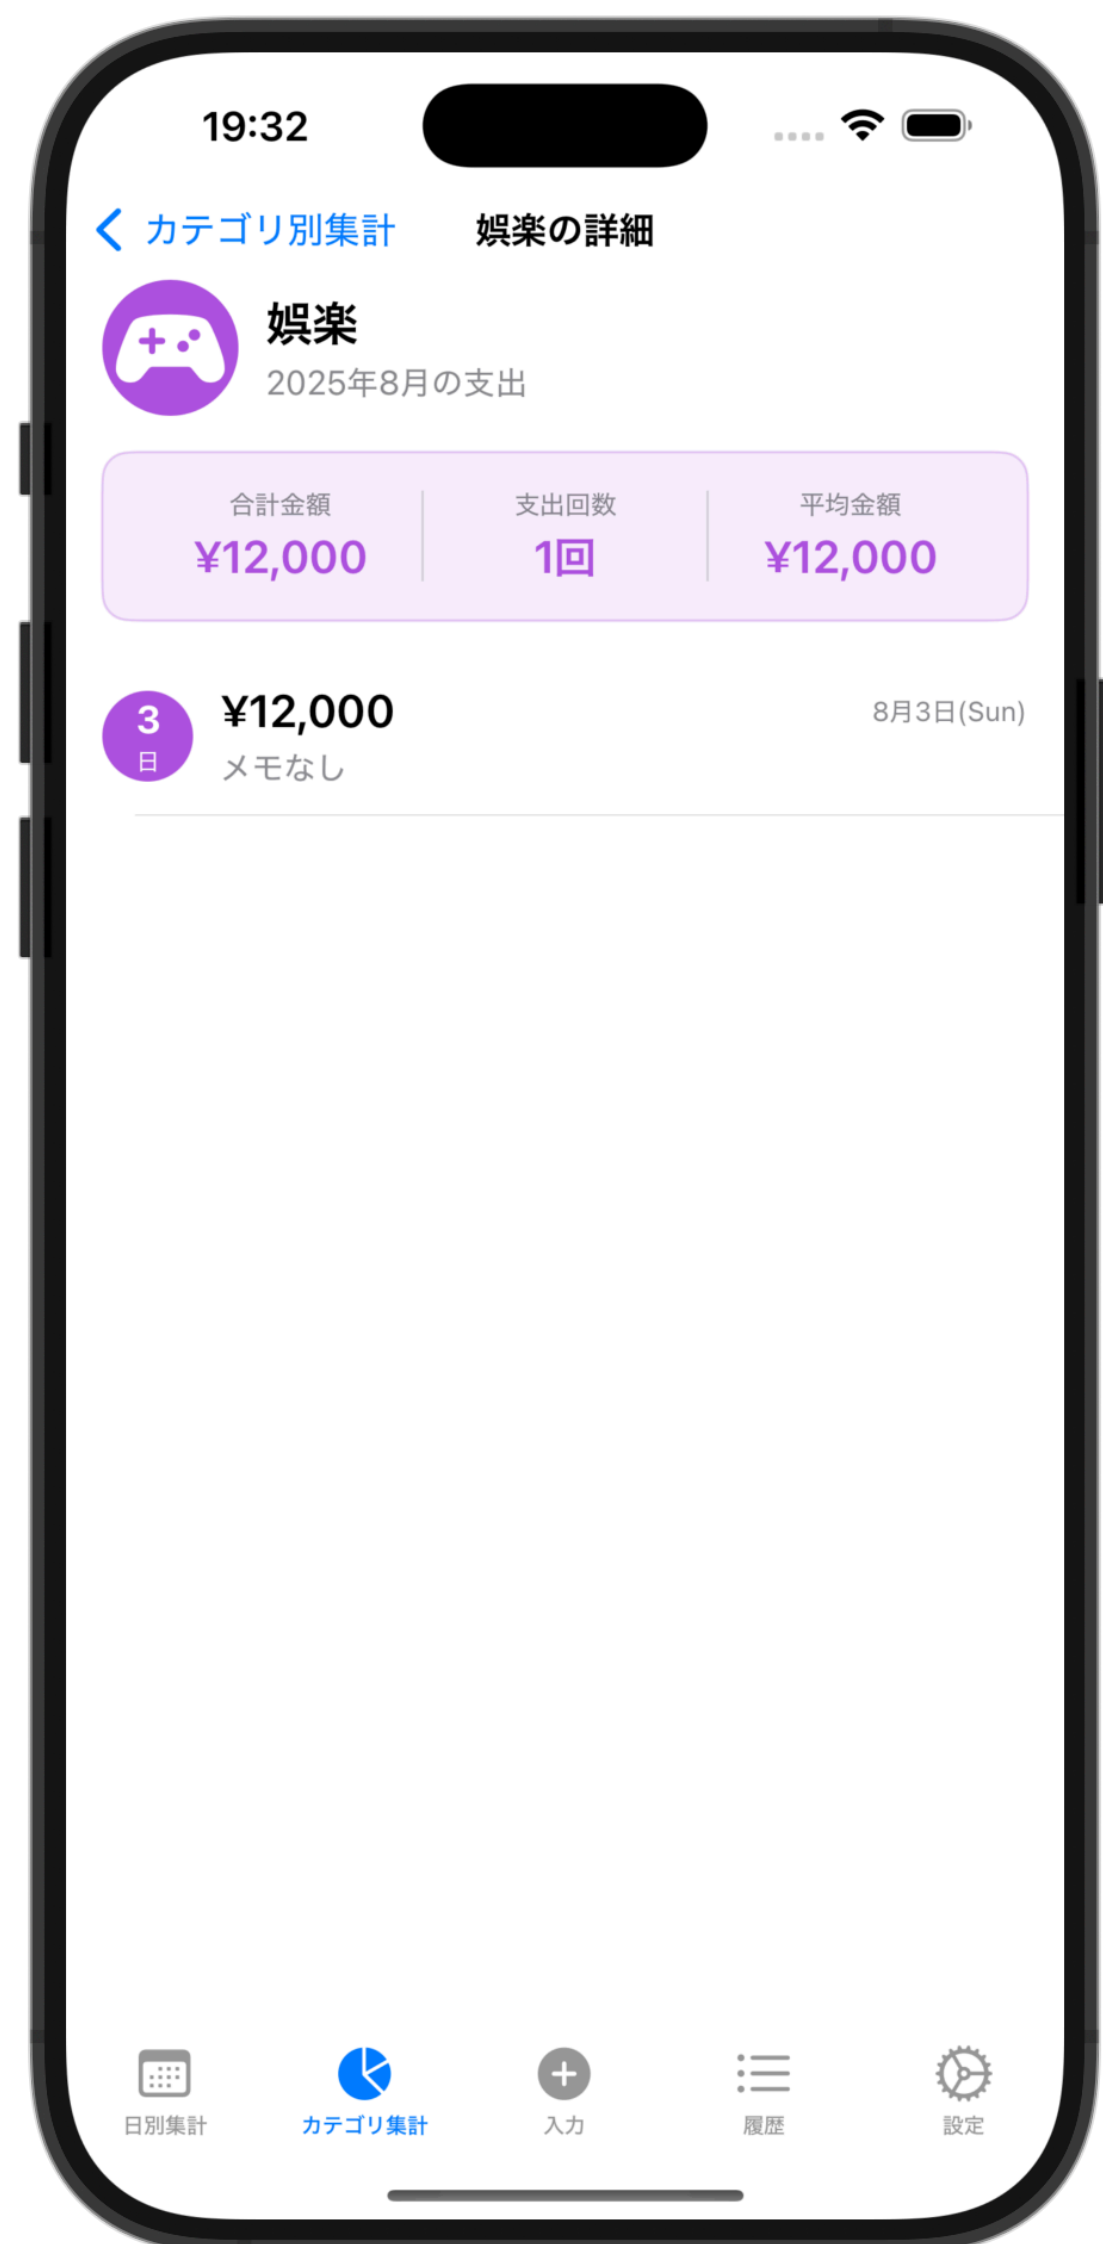 19:32
カテゴリ別集計 娯楽の詳細
娯楽
2025年8月の支出
合計金額 支出回数 平均金額
¥12,000 1回 ¥12,000
3 ¥12,000 8月3日(Sun)
日 メモなし
日別集計 カテゴリ集計 入力 履歴 設定